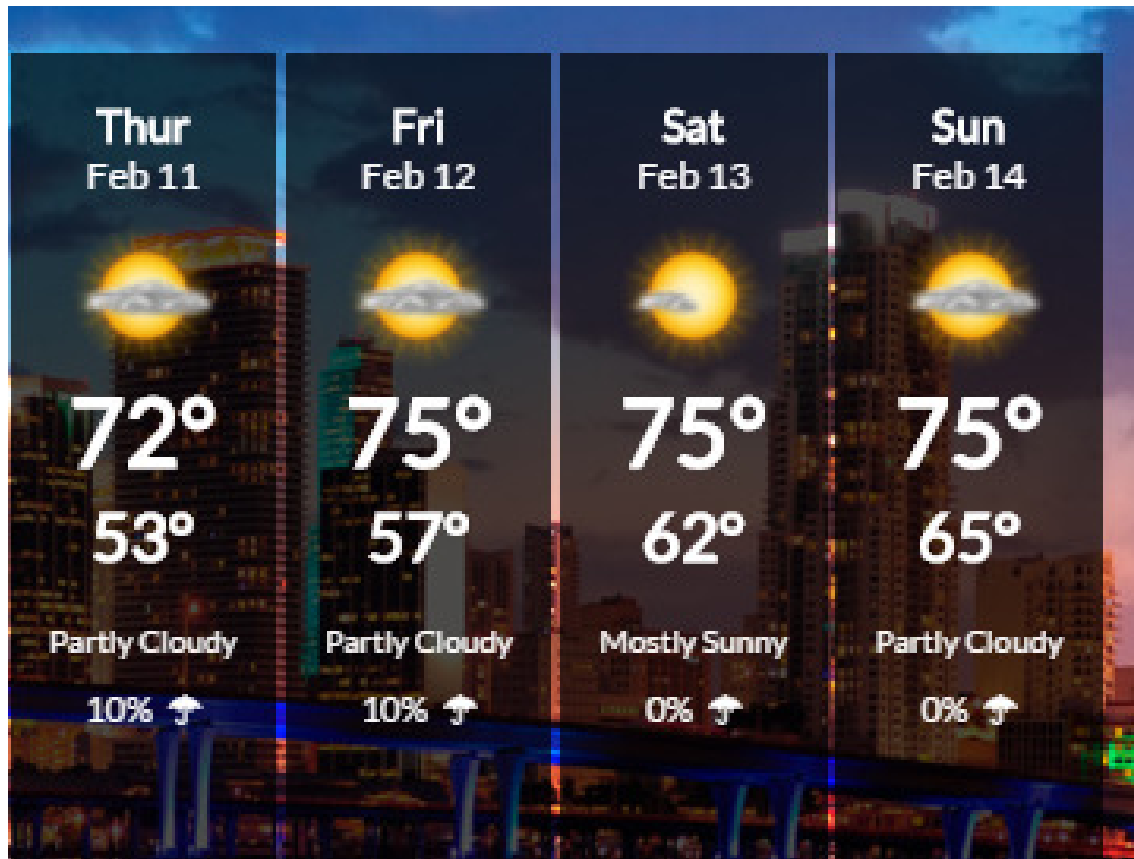 Thur
Feb 11
72°
53°
Partly Cloudy
10%
Fri
Feb 12
75°
57°
Partly Cloudy
10%
Sat
Feb 13
75°
62°
Mostly Sunny
0%
Sun
Feb 14
75°
65°
Partly Cloudy
0%